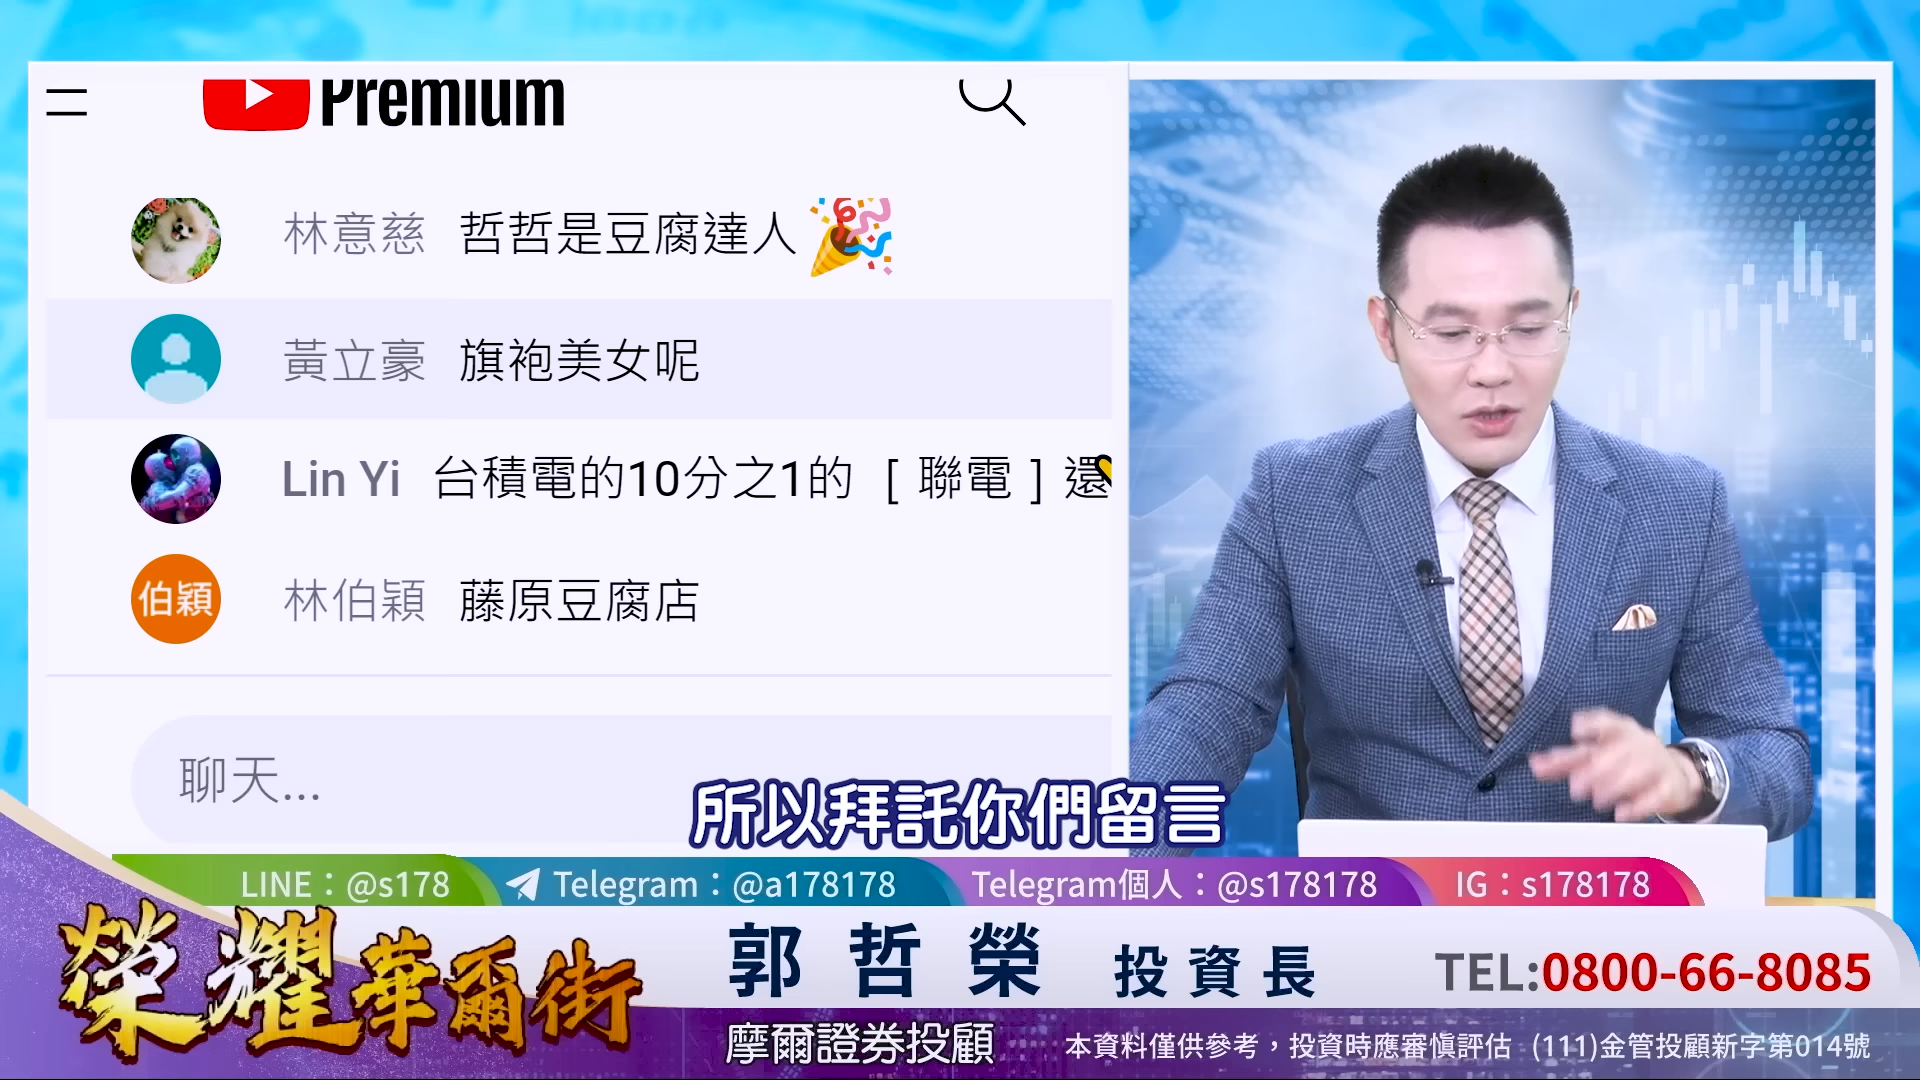 Premium
林意慈 哲哲是豆腐達人
黃立豪 旗袍美女呢
Lin Yi 台積電的10分之1的 [ 聯電 ] 還
伯穎
林伯穎 藤原豆腐店
聊天...
所以拜託你們留言
LINE：@s178
Telegram：@a178178
Telegram個人：@s178178
IG：s178178
榮耀華爾街
郭哲榮 投資長
TEL:0800-66-8085
摩爾證券投顧
本資料僅供參考，投資時應審慎評估 (111)金管投顧新字第014號